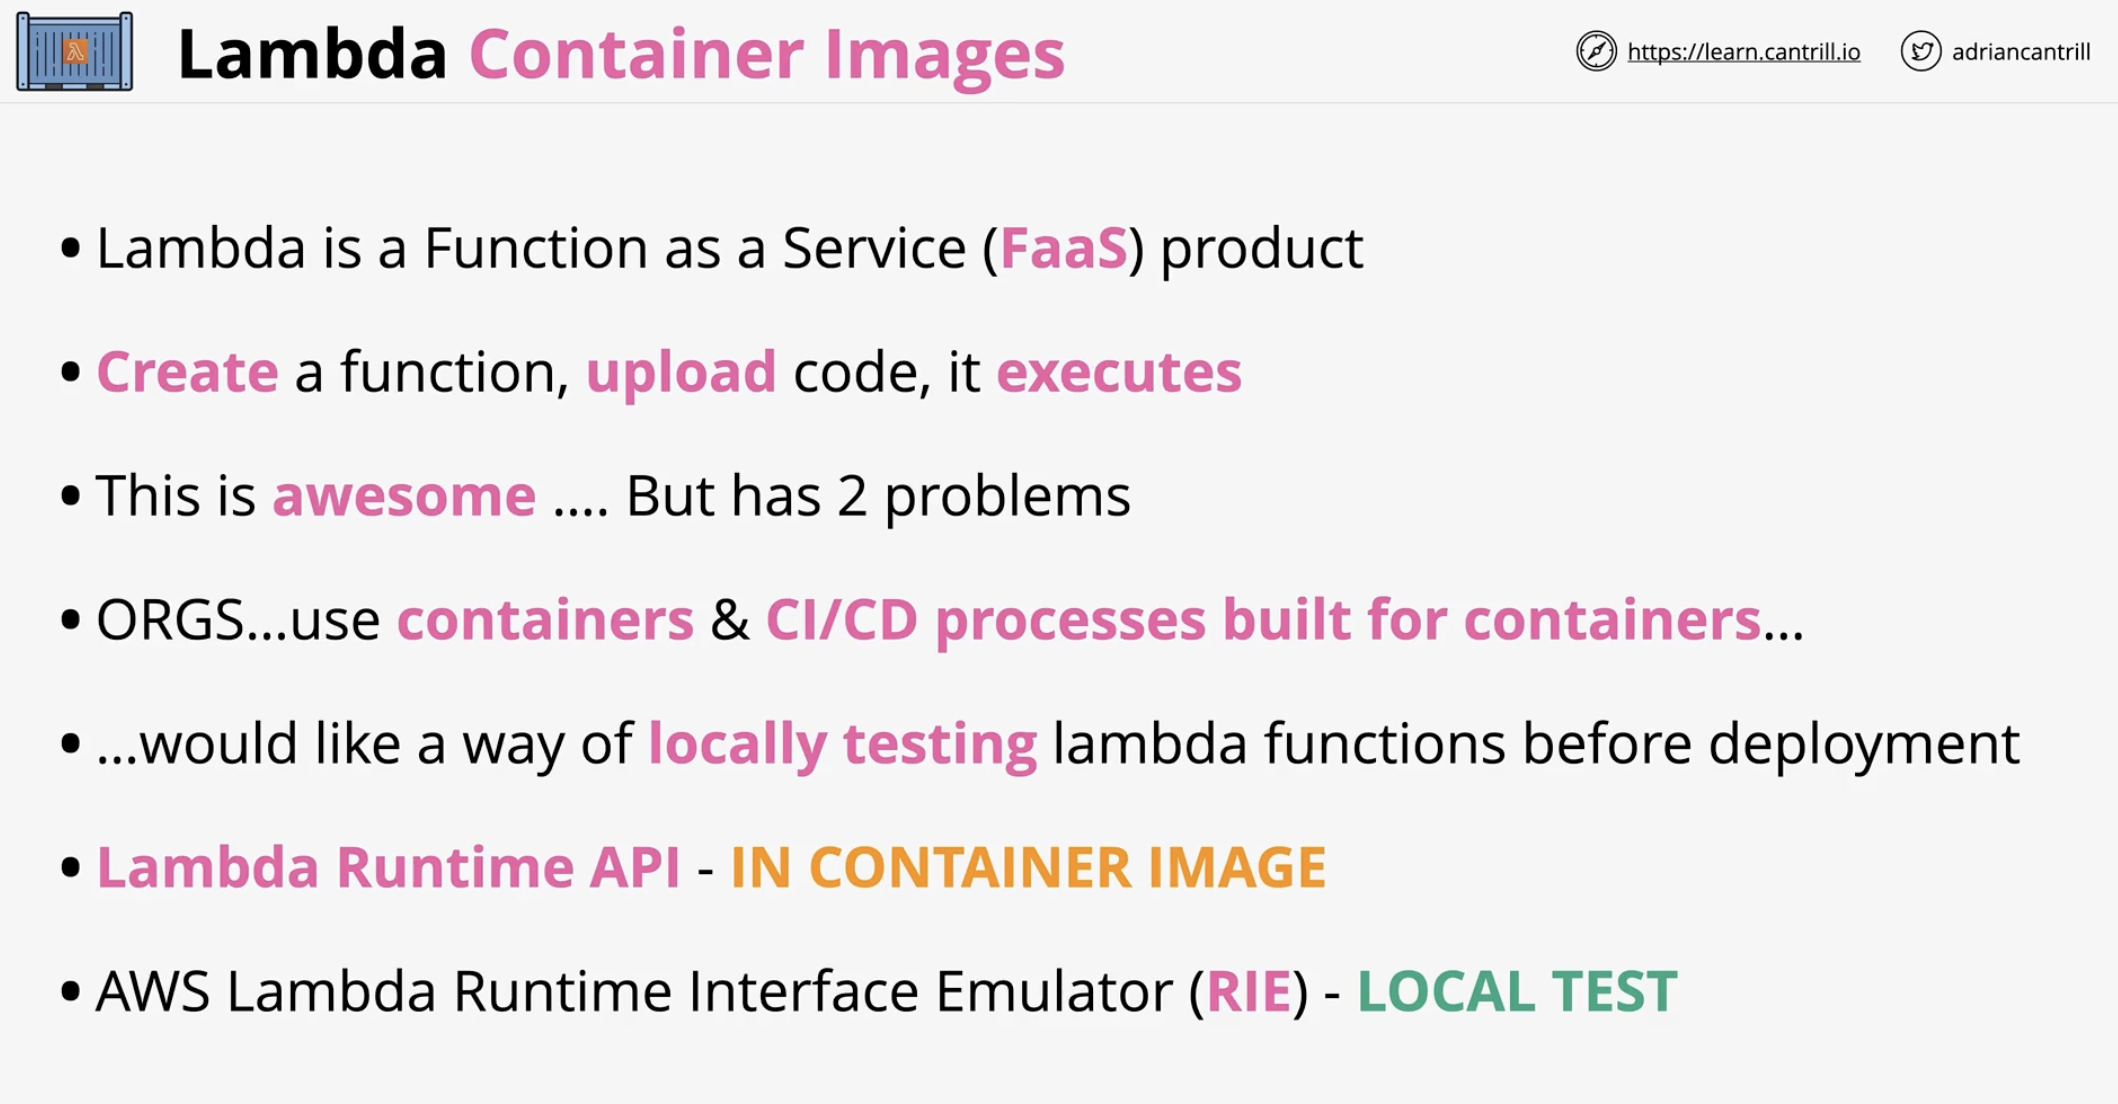 Lambda Container Images
https://learn.cantrill.io
adriancantrill
• Lambda is a Function as a Service (FaaS) product
• Create a function, upload code, it executes
• This is awesome .... But has 2 problems
• ORGS...use containers & CI/CD processes built for containers...
• ...would like a way of locally testing lambda functions before deployment
• Lambda Runtime API - IN CONTAINER IMAGE
• AWS Lambda Runtime Interface Emulator (RIE) - LOCAL TEST